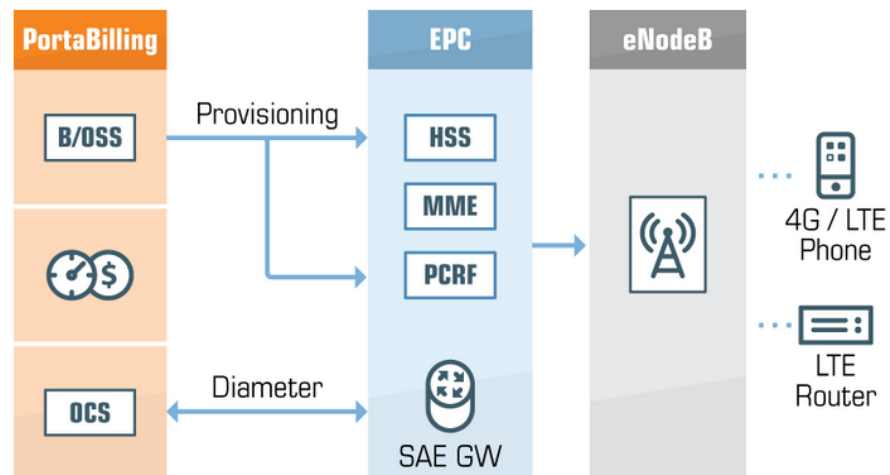 PortaBilling
EPC
eNodeB
B/OSS
Provisioning
HSS
MME
PCRF
$
4G / LTE
Phone
OCS
Diameter
SAE GW
LTE
Router